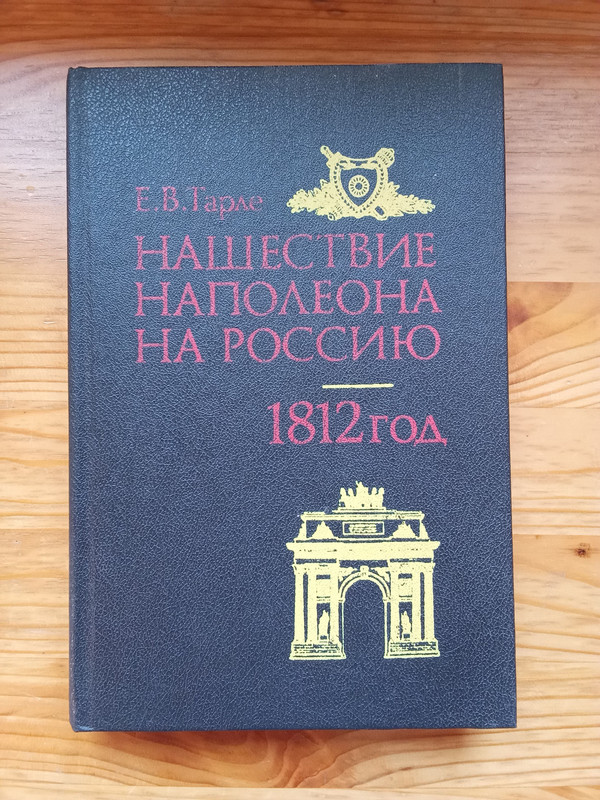 Е.В.Тарле
НАШЕСТВИЕ
НАПОЛЕОНА
НА РОССИЮ
1812 год